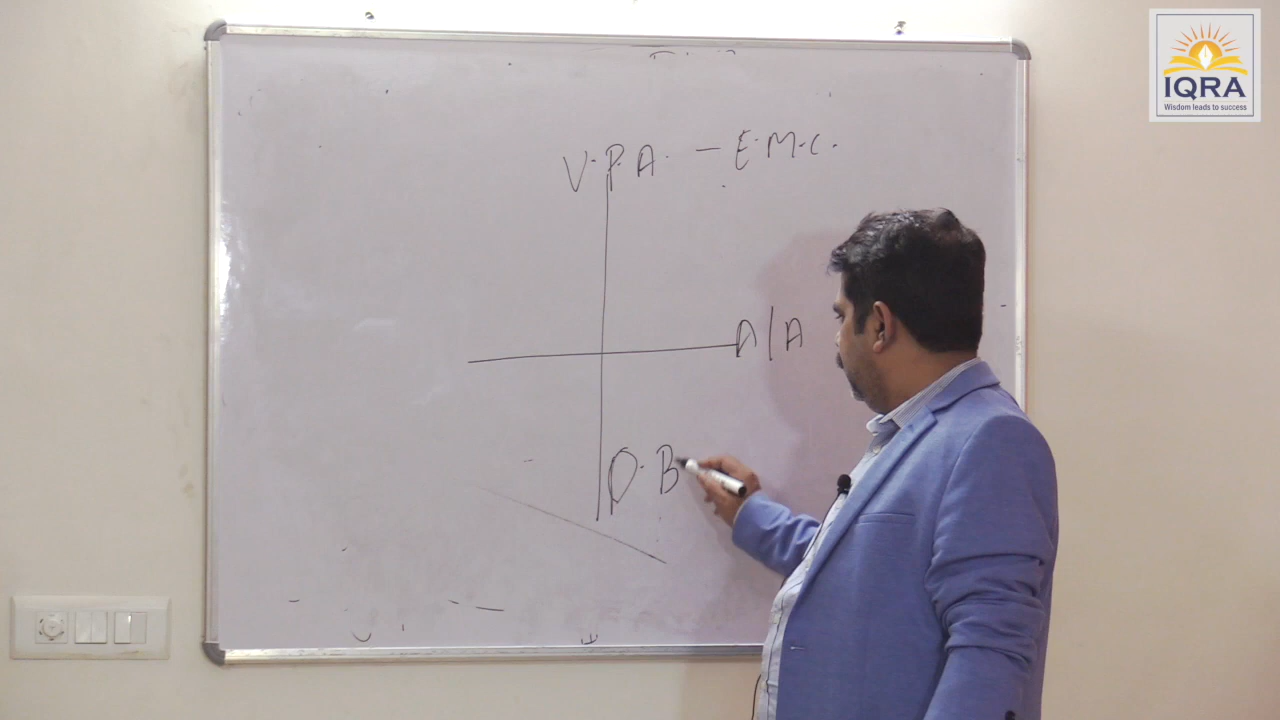 IQRA
Wisdom leads to success
V.P.A. – E.M.C.
A/A
D.B